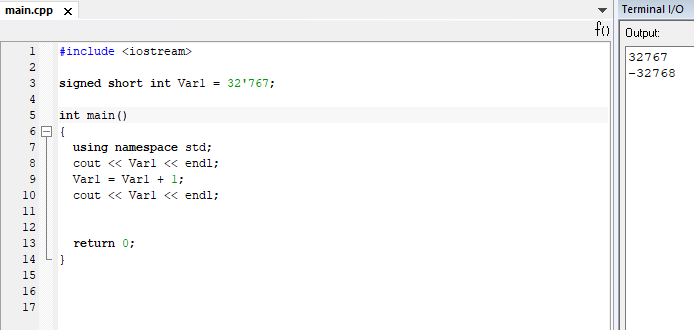 main.cpp ×
f()
1 #include <iostream>
2
3 signed short int Var1 = 32'767;
4
5 int main()
6 {
7 using namespace std;
8 cout << Var1 << endl;
9 Var1 = Var1 + 1;
10 cout << Var1 << endl;
11
12
13 return 0;
14 }
15
16
17
Terminal I/O
Output:
32767
-32768